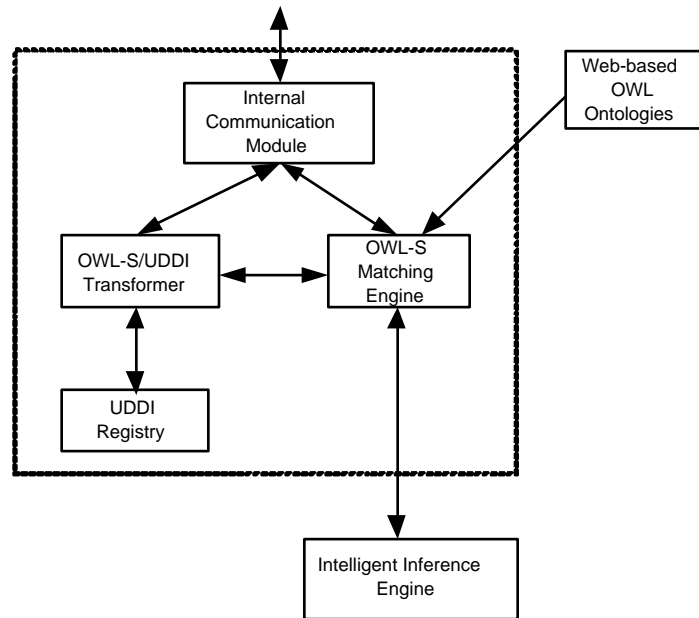 Internal
Communication
Module
Web-based
OWL
Ontologies
OWL-S/UDDI
Transformer
OWL-S
Matching
Engine
UDDI
Registry
Intelligent Inference
Engine